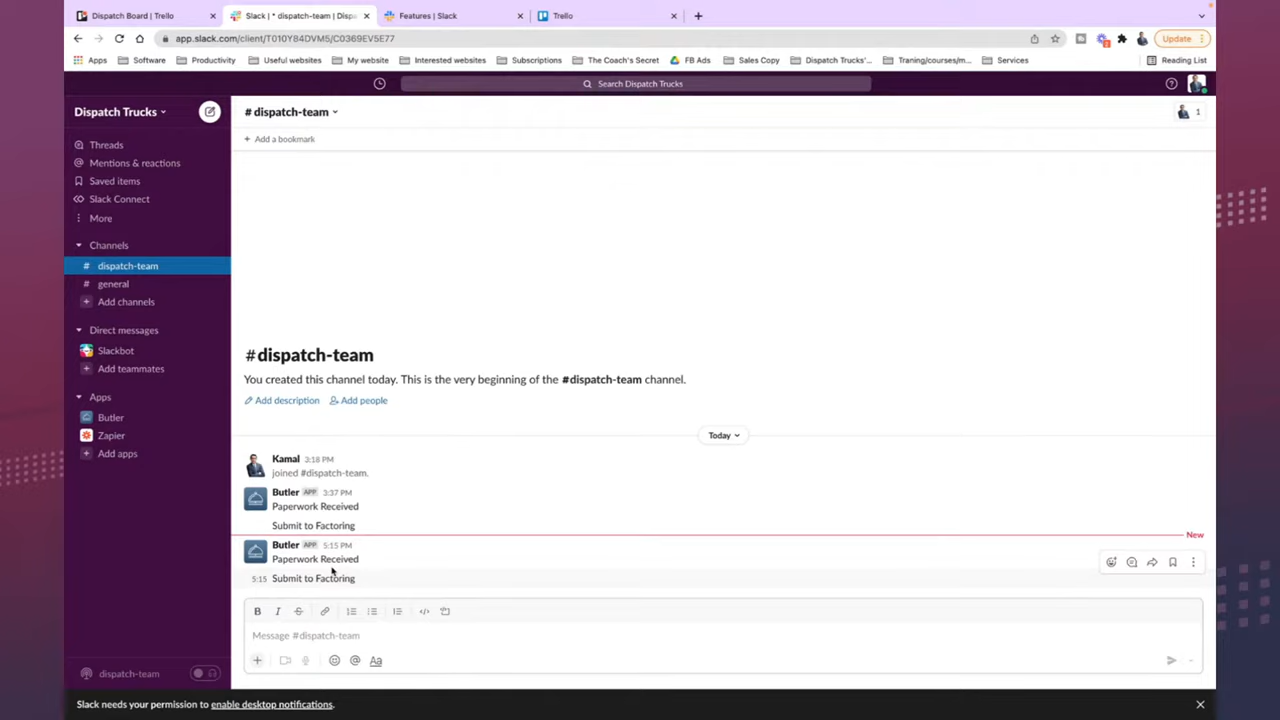 Dispatch Board | Trello
Slack | * dispatch-team | Disp
Features | Slack
Trello
app.slack.com/client/T010Y84DVM5/C0369EV5E77
Update
Apps
Software
Productivity
Useful websites
My website
Interested websites
Subscriptions
The Coach's Secret
FB Ads
Sales Copy
Dispatch Trucks'...
Traning/courses/m...
Services
Reading List
Search Dispatch Trucks
Dispatch Trucks
# dispatch-team
1
+ Add a bookmark
Threads
Mentions & reactions
Saved items
Slack Connect
More
Channels
# dispatch-team
# general
+ Add channels
Direct messages
Slackbot
+ Add teammates
Apps
Butler
Zapier
+ Add apps
dispatch-team
#dispatch-team
You created this channel today. This is the very beginning of the #dispatch-team channel.
Add description
Add people
Today
Kamal 3:18 PM
joined #dispatch-team.
Butler APP 3:37 PM
Paperwork Received
Submit to Factoring
New
Butler APP 5:15 PM
Paperwork Received
5:15 Submit to Factoring
B I S
Message #dispatch-team
Aa
Slack needs your permission to enable desktop notifications.